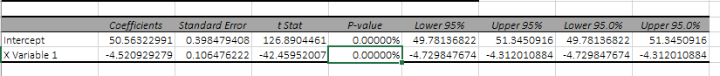 Coefficients Standard Error t Stat P-value Lower 95% Upper 95% Lower 95.0% Upper 95.0%
Intercept 50.56322991 0.398479408 126.8904461 0.00000% 49.78136822 51.3450916 49.78136822 51.3450916
X Variable 1 -4.520929279 0.106476222 -42.45952007 0.00000% -4.729847674 -4.312010884 -4.729847674 -4.312010884